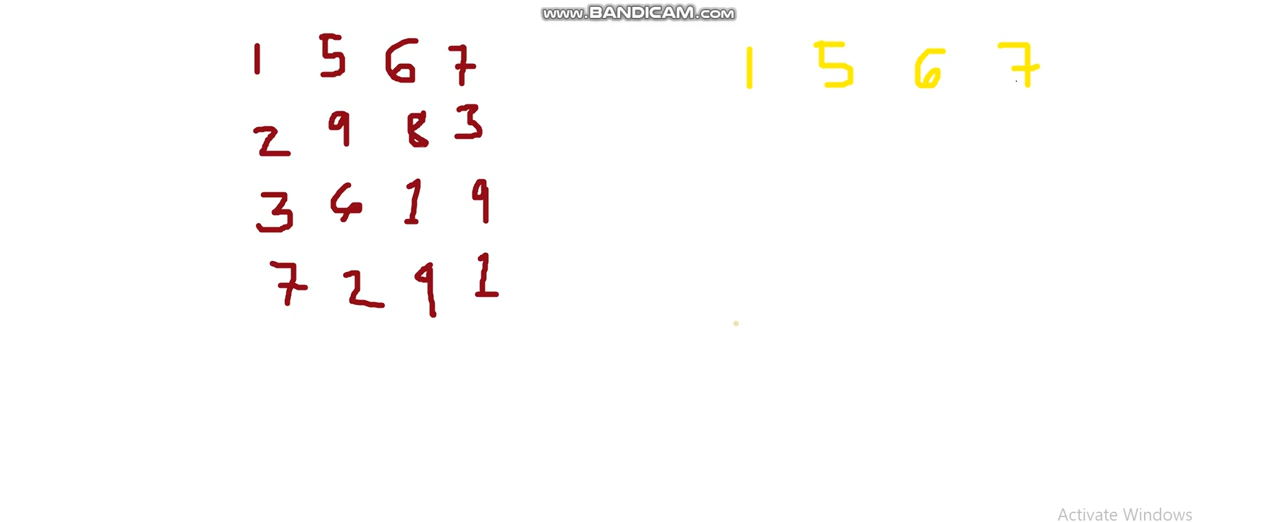 www.BANDICAM.com
1 5 6 7
1 5 6 7
2 9 8 3
3 6 1 9
7 2 9 1
Activate Windows